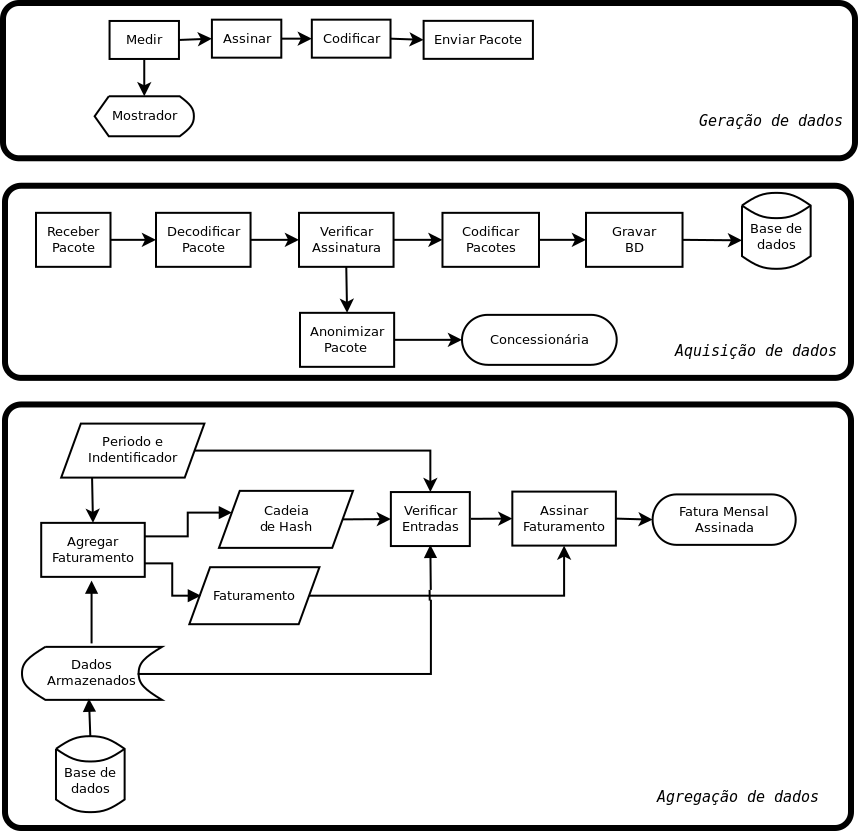 Medir
Assinar
Codificar
Enviar Pacote
Mostrador
Geração de dados
Receber
Pacote
Decodificar
Pacote
Verificar
Assinatura
Codificar
Pacotes
Gravar
BD
Base de
dados
Anonimizar
Pacote
Concessionária
Aquisição de dados
Periodo e
Indentificador
Cadeia
de Hash
Verificar
Entradas
Assinar
Faturamento
Fatura Mensal
Assinada
Agregar
Faturamento
Faturamento
Dados
Armazenados
Base de
dados
Agregação de dados